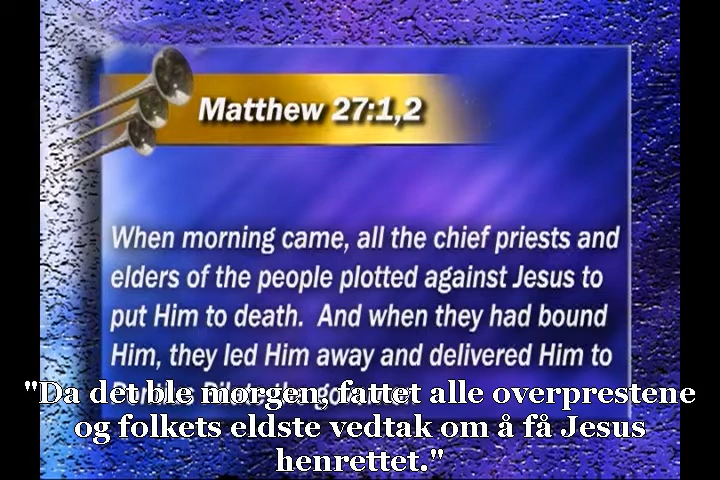 Matthew 27:1,2
When morning came, all the chief priests and
elders of the people plotted against Jesus to
put Him to death. And when they had bound
Him, they led Him away and delivered Him to
"Da det ble morgen, fattet alle overprestene
og folkets eldste vedtak om å få Jesus
henrettet."